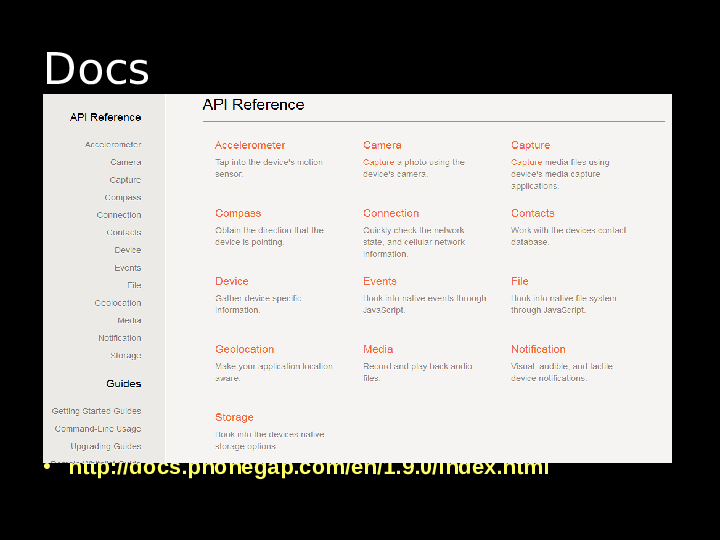 Docs
API Reference
Accelerometer
Camera
Capture
Compass
Connection
Contacts
Device
Events
File
Geolocation
Media
Notification
Storage
Guides
Getting Started Guides
Command-Line Usage
Upgrading Guides
API Reference
Accelerometer
Tap into the device's motion
sensor.
Camera
Capture a photo using the
device's camera.
Capture
Capture media files using
device's media capture
applications.
Compass
Obtain the direction that the
device is pointing.
Connection
Quickly check the network
state, and cellular network
information.
Contacts
Work with the devices contact
database.
Device
Gather device specific
information.
Events
Hook into native events through
JavaScript.
File
Hook into native file system
through JavaScript.
Geolocation
Make your application location
aware.
Media
Record and play back audio
files.
Notification
Visual, audible, and tactile
device notifications.
Storage
Hook into the devices native
storage options.
• http://docs.phonegap.com/en/1.9.0/index.html